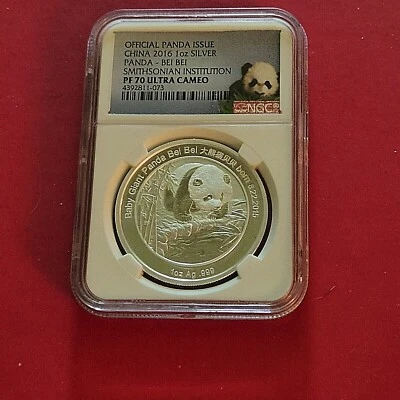 OFFICIAL PANDA ISSUE
CHINA 2016 1oz SILVER
PANDA - BEI BEI
SMITHSONIAN INSTITUTION
PF 70 ULTRA CAMEO
4392811-073
NGC
Baby Giant Panda Bei Bei 大熊猫贝贝 born 8.22.2015
1oz Ag .999